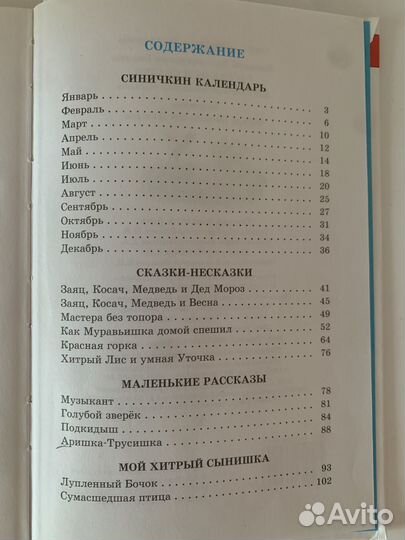 СОДЕРЖАНИЕ
СИНИЧКИН КАЛЕНДАРЬ
Январь 3
Февраль 6
Март 10
Апрель 12
Май 14
Июнь 18
Июль 20
Август 25
Сентябрь 27
Октябрь 31
Ноябрь 34
Декабрь 36
СКАЗКИ-НЕСКАЗКИ
Заяц, Косач, Медведь и Дед Мороз 41
Заяц, Косач, Медведь и Весна 45
Мастера без топора 49
Как Муравьишка домой спешил 52
Красная горка 64
Хитрый Лис и умная Уточка 76
МАЛЕНЬКИЕ РАССКАЗЫ
Музыкант 78
Голубой зверёк 81
Подкидыш 84
Аришка-Трусишка 88
МОЙ ХИТРЫЙ СЫНИШКА
Лупленный Бочок 93
Сумасшедшая птица 102
Avito